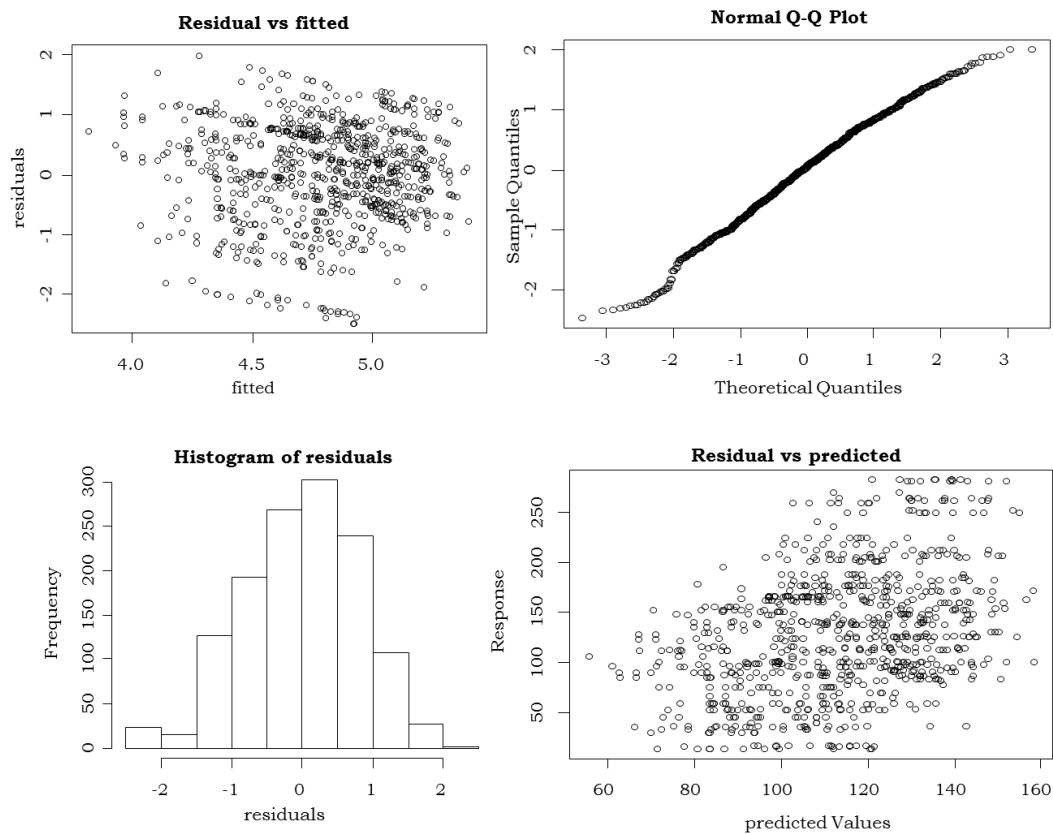 Residual vs fitted
residuals
2
1
0
-1
-2
4.0 4.5 5.0
fitted
Normal Q-Q Plot
Sample Quantiles
2
1
0
-1
-2
-3 -2 -1 0 1 2 3
Theoretical Quantiles
Histogram of residuals
Frequency
300
250
200
150
100
50
0
-2 -1 0 1 2
residuals
Residual vs predicted
Response
250
200
150
100
50
60 80 100 120 140 160
predicted Values